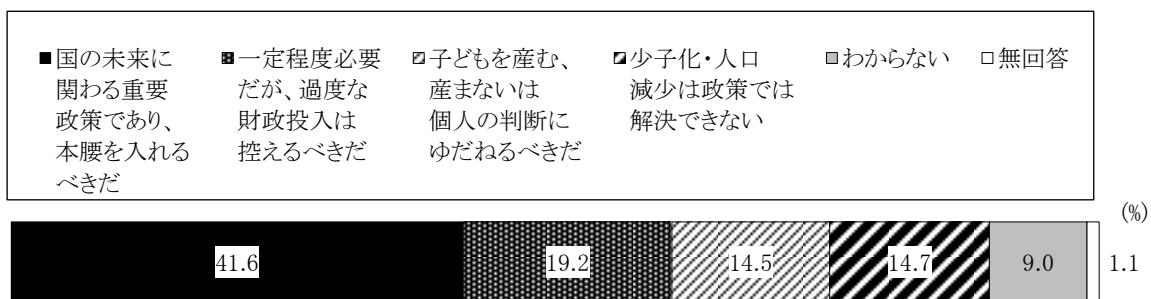 ■国の未来に
関わる重要
政策であり、
本腰を入れる
べきだ
■一定程度必要
だが、過度な
財政投入は
控えるべきだ
子どもを産む、
産まないは
個人の判断に
ゆだねるべきだ
少子化・人口
減少は政策では
解決できない
わからない
無回答
(%)
41.6 19.2 14.5 14.7 9.0 1.1